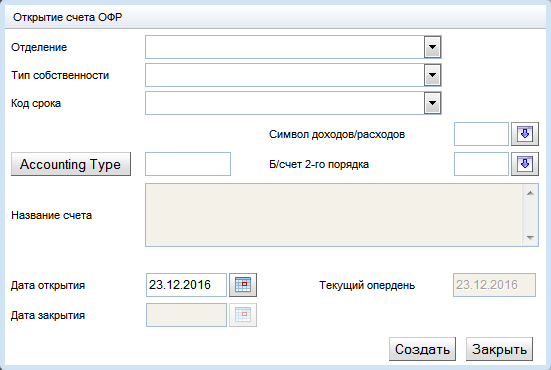 Открытие счета ОФР
Отделение
Тип собственности
Код срока
Символ доходов/расходов
Accounting Type
Б/счет 2-го порядка
Название счета
Дата открытия 23.12.2016 Текущий опердень 23.12.2016
Дата закрытия
Создать Закрыть